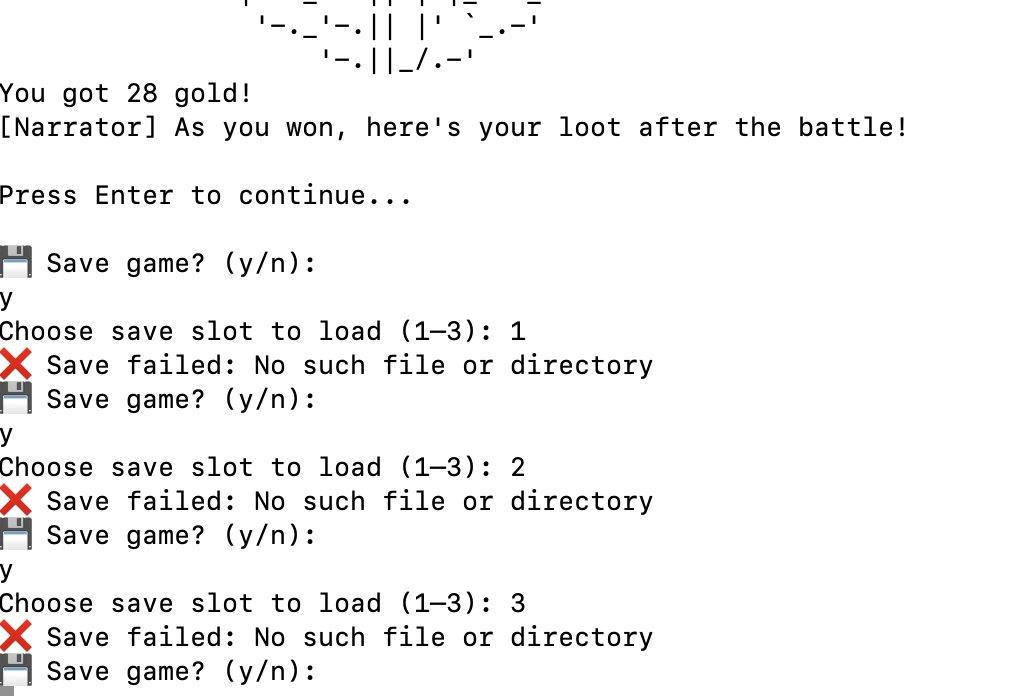 '-._'-.|| |' `_.-'
'-.||_/.-'
You got 28 gold!
[Narrator] As you won, here's your loot after the battle!
Press Enter to continue...
💾 Save game? (y/n):
y
Choose save slot to load (1–3): 1
❌ Save failed: No such file or directory
💾 Save game? (y/n):
y
Choose save slot to load (1–3): 2
❌ Save failed: No such file or directory
💾 Save game? (y/n):
y
Choose save slot to load (1–3): 3
❌ Save failed: No such file or directory
💾 Save game? (y/n):